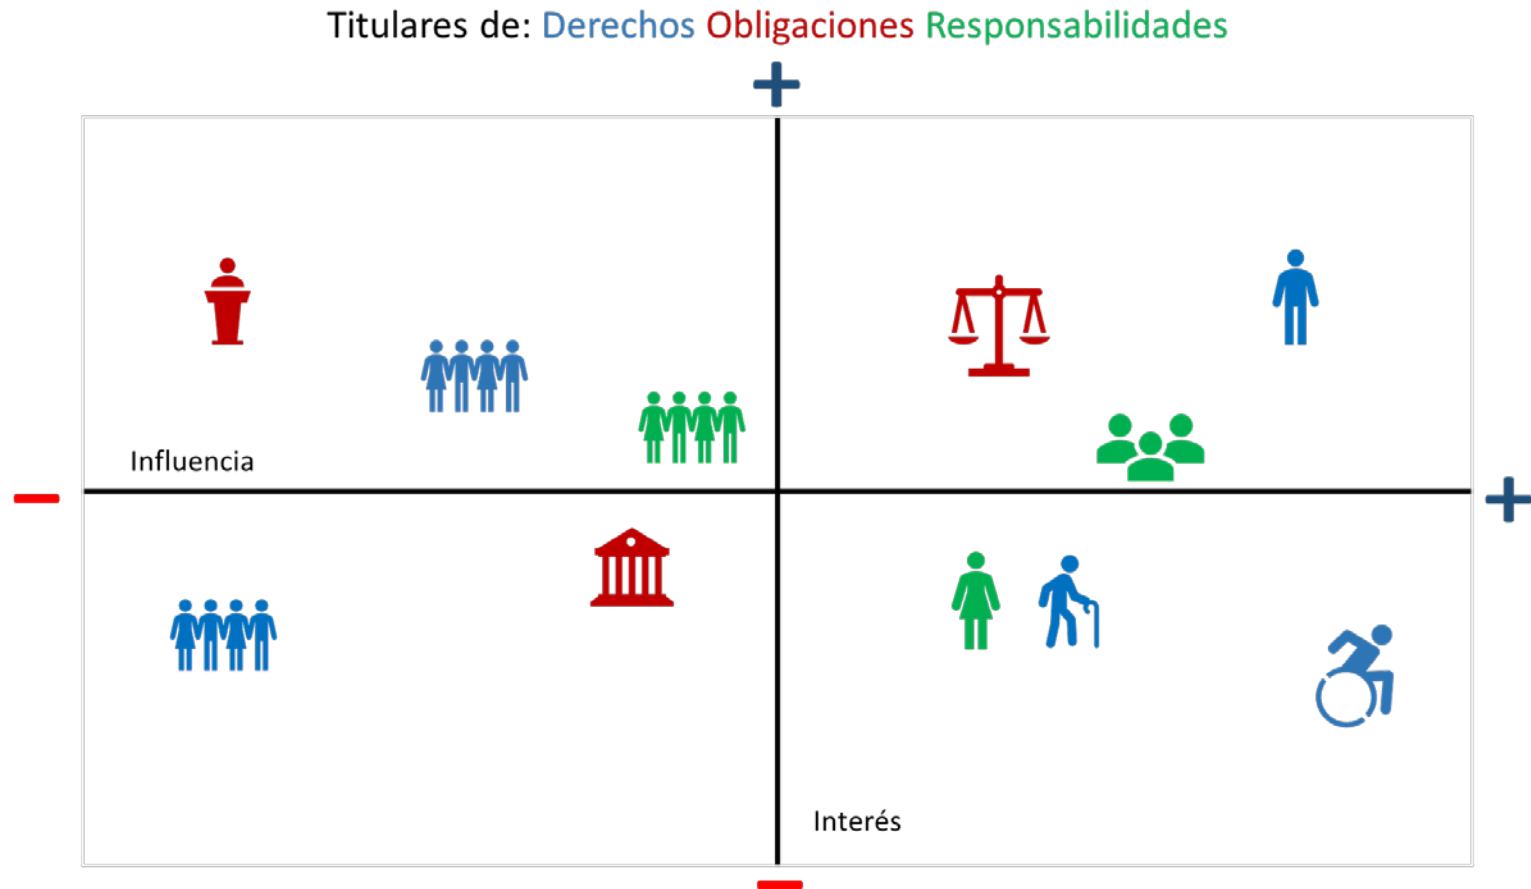 Titulares de: Derechos Obligaciones Responsabilidades
Influencia
Interés